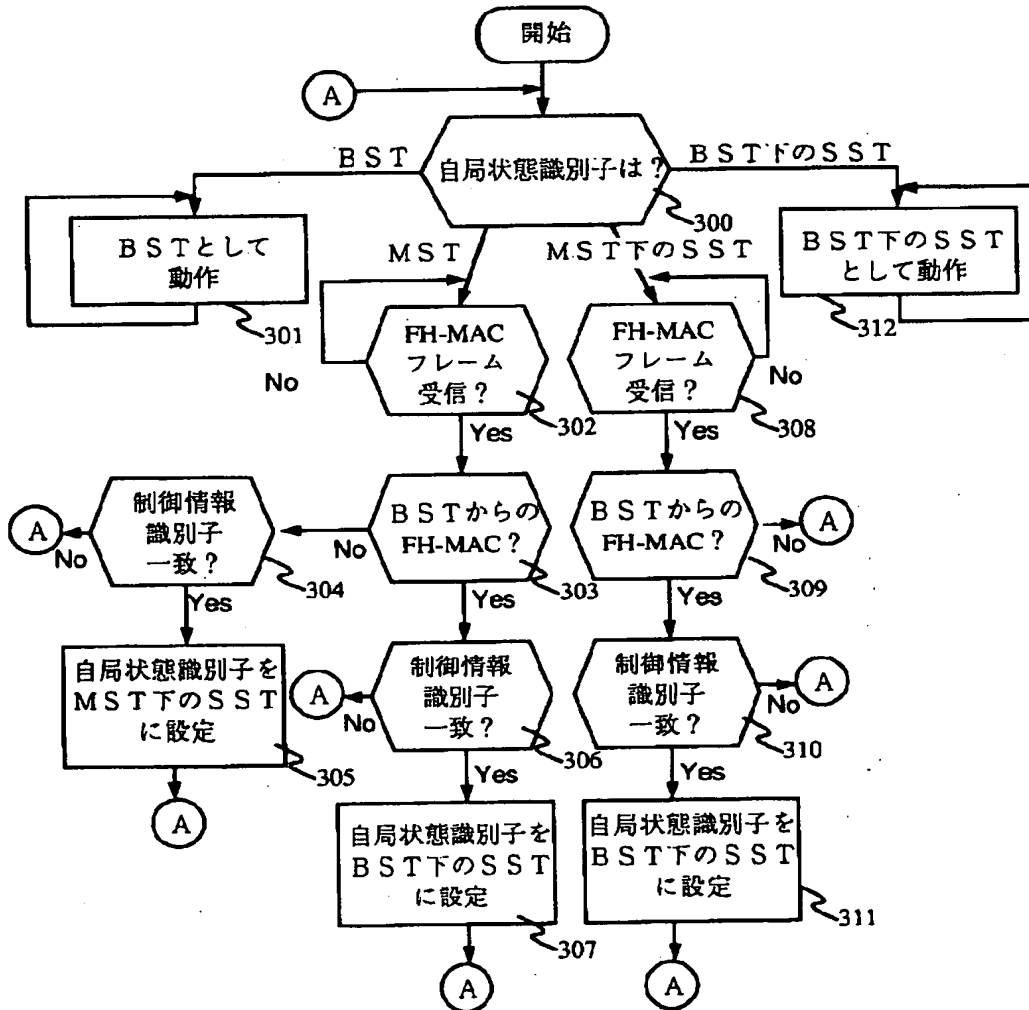 開始
A
自局状態識別子は?
300
BST
BST下のSST
MST
MST下のSST
BSTとして
動作
301
BST下のSST
として動作
312
FH-MAC
フレーム
受信?
302
No
Yes
FH-MAC
フレーム
受信?
308
No
Yes
A
No
制御情報
識別子
一致?
304
Yes
No
BSTからの
FH-MAC?
303
Yes
BSTからの
FH-MAC?
309
No
A
Yes
自局状態識別子を
MST下のSST
に設定
305
A
A
No
制御情報
識別子
一致?
306
Yes
制御情報
識別子
一致?
310
No
A
Yes
自局状態識別子を
BST下のSST
に設定
307
A
自局状態識別子を
BST下のSST
に設定
311
A